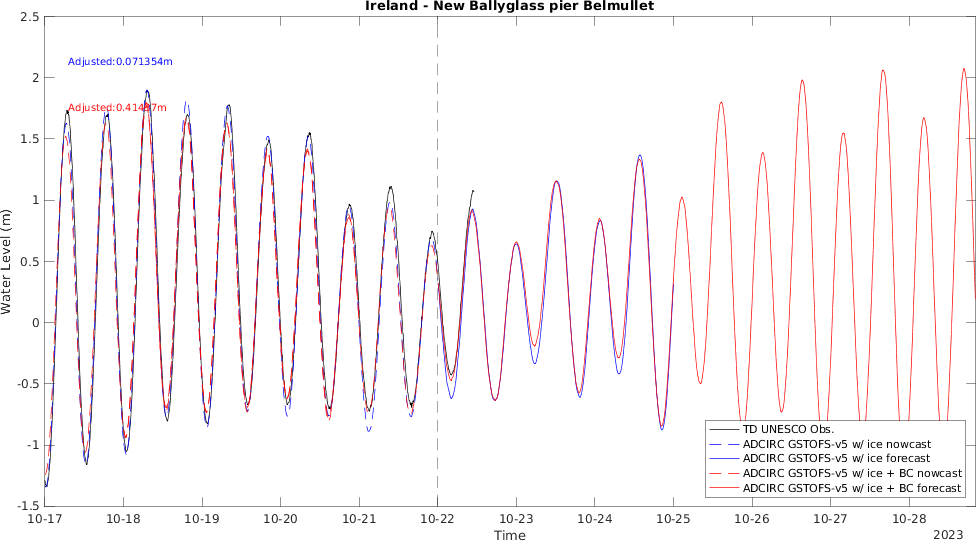 Ireland - New Ballyglass pier Belmullet
2.5
2
1.5
1
0.5
0
-0.5
-1
-1.5
Water Level (m)
Adjusted:0.071354m
TD UNESCO Obs.
ADCIRC GSTOFS-v5 w/ ice nowcast
ADCIRC GSTOFS-v5 w/ ice forecast
ADCIRC GSTOFS-v5 w/ ice + BC nowcast
ADCIRC GSTOFS-v5 w/ ice + BC forecast
10-17 10-18 10-19 10-20 10-21 10-22 10-23 10-24 10-25 10-26 10-27 10-28
Time
2023